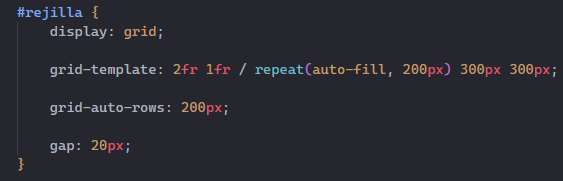 #rejilla {
display: grid;
grid-template: 2fr 1fr / repeat(auto-fill, 200px) 300px 300px;
grid-auto-rows: 200px;
gap: 20px;
}